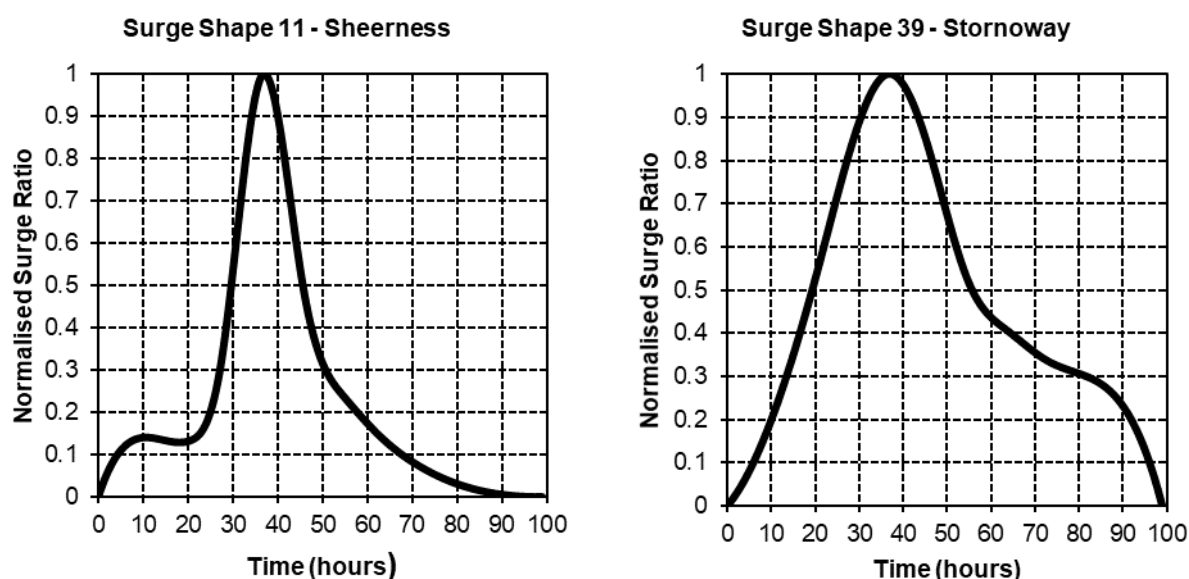 Surge Shape 11 - Sheerness
Normalised Surge Ratio
1
0.9
0.8
0.7
0.6
0.5
0.4
0.3
0.2
0.1
0
0 10 20 30 40 50 60 70 80 90 100
Time (hours)
Surge Shape 39 - Stornoway
Normalised Surge Ratio
1
0.9
0.8
0.7
0.6
0.5
0.4
0.3
0.2
0.1
0
0 10 20 30 40 50 60 70 80 90 100
Time (hours)